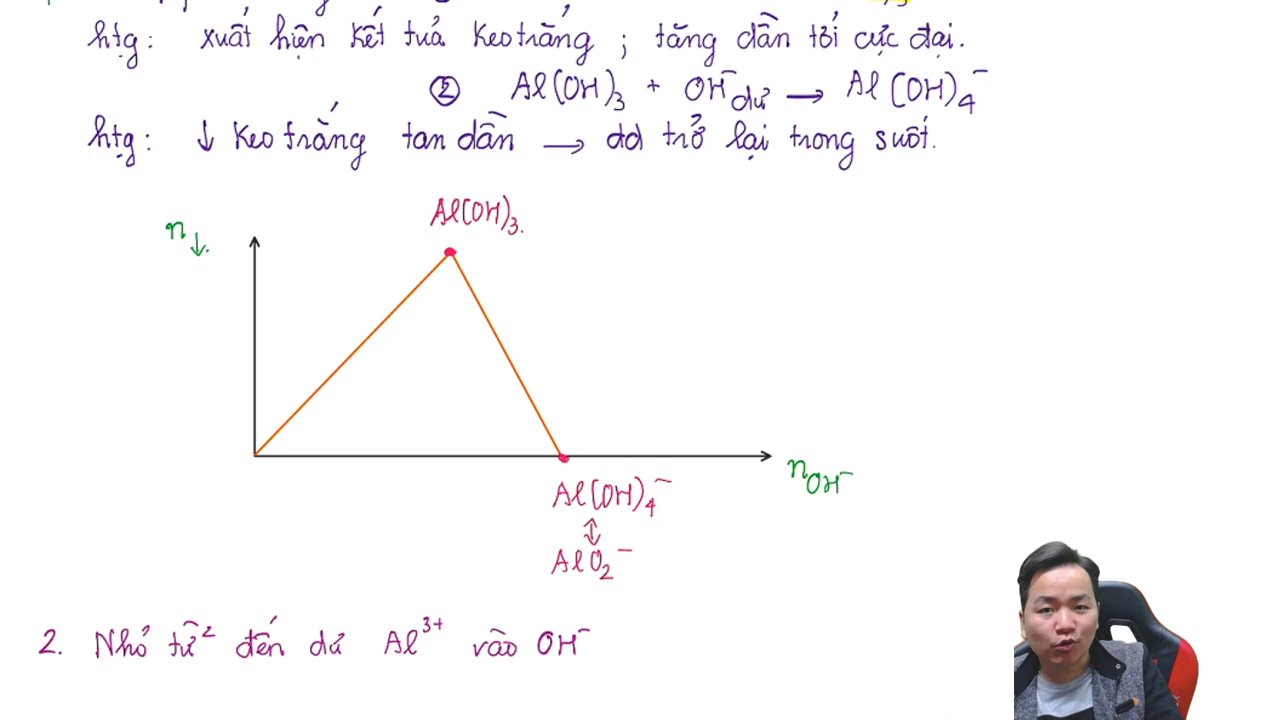 htg: xuất hiện kết tủa keo trắng; tăng dần tới cực đại.
② Al(OH)₃ + OH⁻dư → Al(OH)₄⁻
htg: ↓ keo trắng tan dần → dd trở lại trong suốt.
Al(OH)₃.
n↓.
nOH⁻
Al(OH)₄⁻
↕
AlO₂⁻
2. Nhỏ từ² đến dư Al³⁺ vào OH⁻